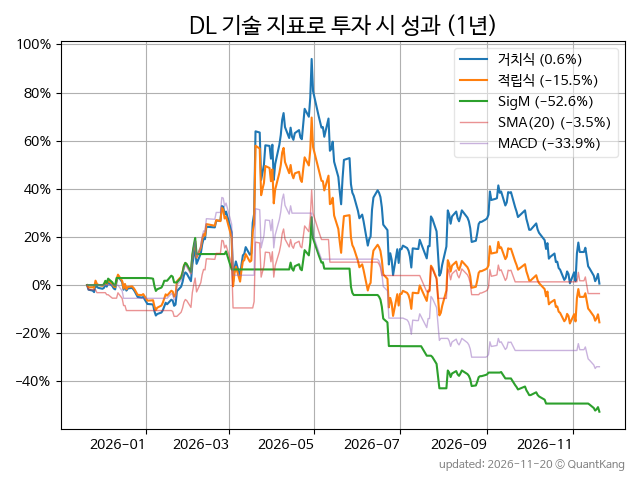 DL 기술 지표로 투자 시 성과 (1년)
100%
80%
60%
40%
20%
0%
−20%
−40%
거치식 (0.6%)
적립식 (−15.5%)
SigM (−52.6%)
SMA(20) (−3.5%)
MACD (−33.9%)
2026-01
2026-03
2026-05
2026-07
2026-09
2026-11
updated: 2026-11-20 © QuantKang